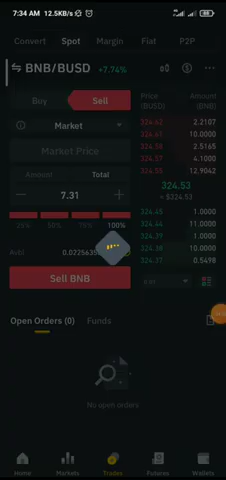 7:34 AM 12.5KB/s
Convert Spot Margin Fiat P2P
BNB/BUSD +7.74%
Buy Sell
Market
Market Price
Amount Total
7.31
25% 50% 75% 100%
Avbl
Sell BNB
Price (BUSD) Amount (BNB)
324.62 2.2107
324.61 10.0000
324.58 2.5165
324.57 4.1000
324.55 12.9042
324.53
≈ $324.53
324.45 1.0000
324.44 11.0000
324.39 1.0000
324.38 10.0000
324.37 0.5498
Open Orders (0) Funds
No open orders
Home Markets Trades Futures Wallets